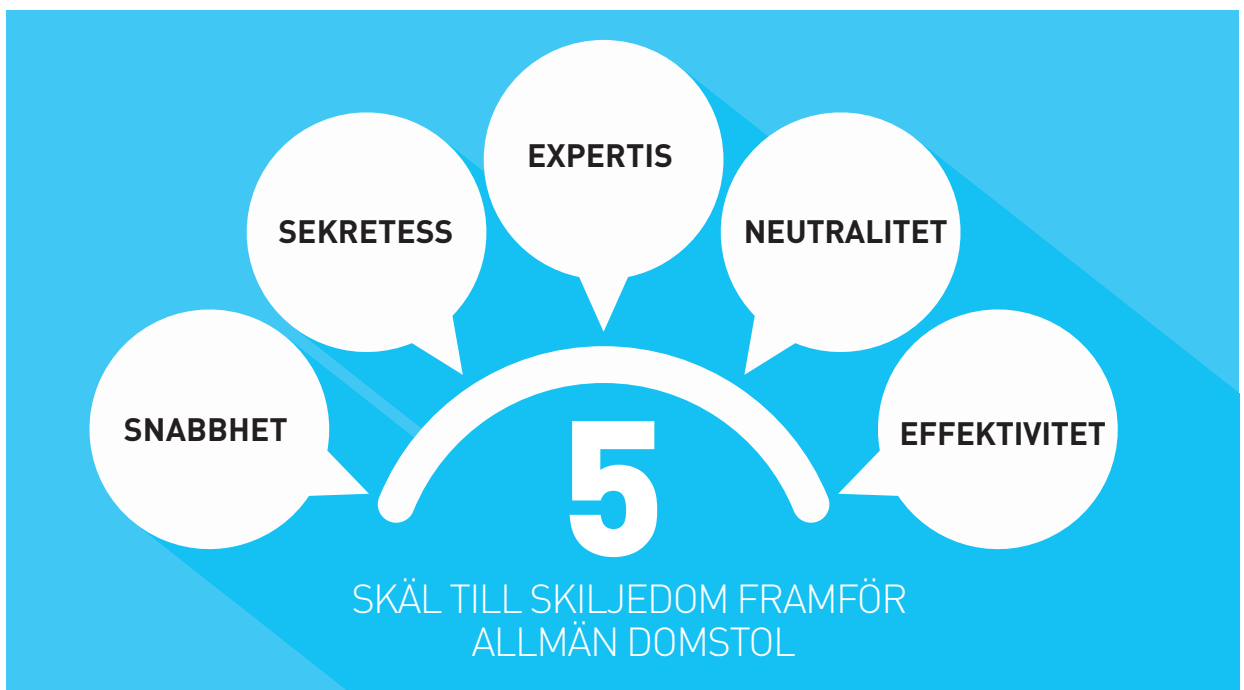 SNABBHET
SEKRETESS
EXPERTIS
NEUTRALITET
EFFEKTIVITET
5
SKÄL TILL SKILJEDOM FRAMFÖR
ALLMÄN DOMSTOL